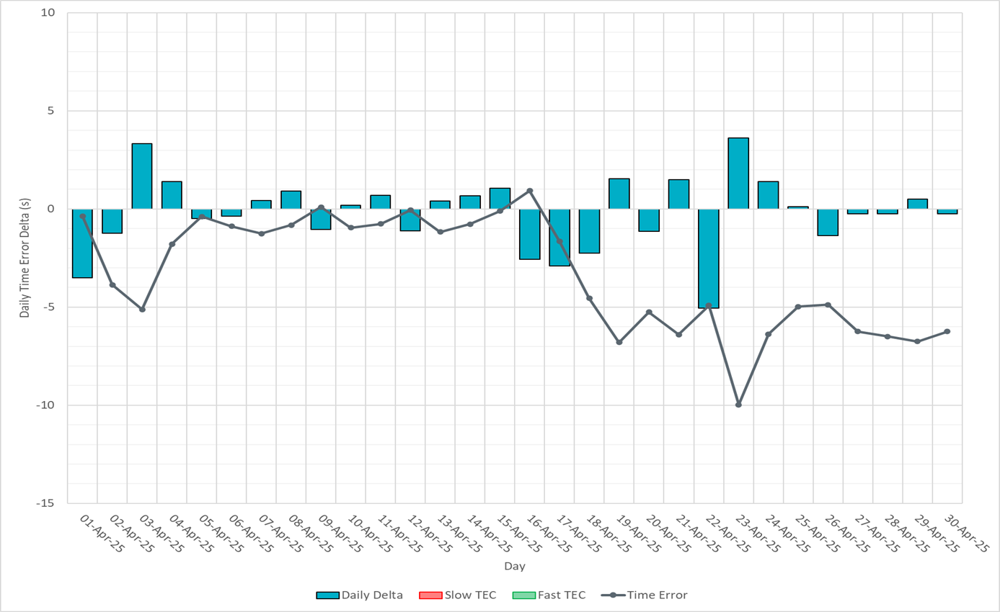 10
5
0
-5
-10
-15
Daily Time Error Delta (s)
01-Apr-25
02-Apr-25
03-Apr-25
04-Apr-25
05-Apr-25
06-Apr-25
07-Apr-25
08-Apr-25
09-Apr-25
10-Apr-25
11-Apr-25
12-Apr-25
13-Apr-25
14-Apr-25
15-Apr-25
16-Apr-25
17-Apr-25
18-Apr-25
19-Apr-25
20-Apr-25
21-Apr-25
22-Apr-25
23-Apr-25
24-Apr-25
25-Apr-25
26-Apr-25
27-Apr-25
28-Apr-25
29-Apr-25
30-Apr-25
Day
Daily Delta Slow TEC Fast TEC Time Error